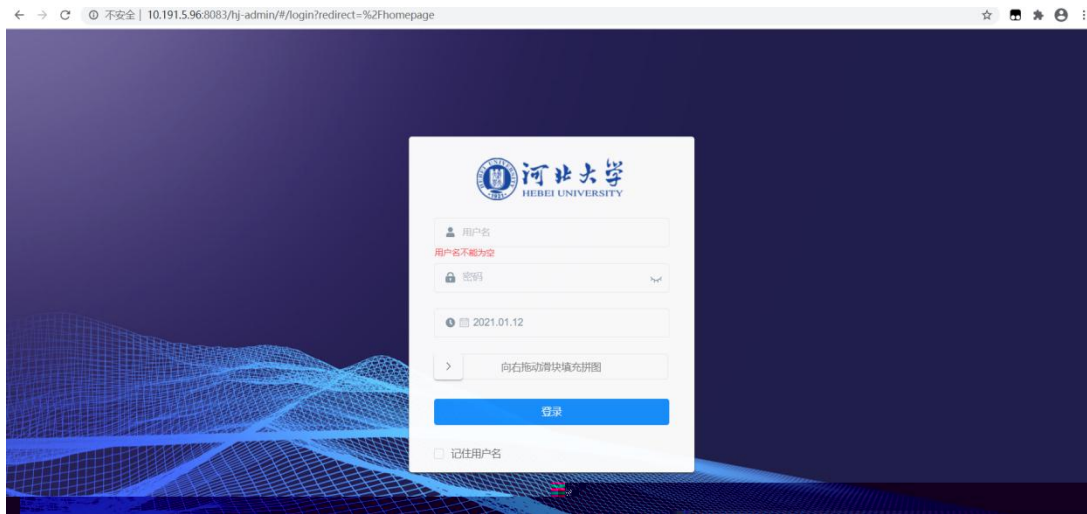 不安全 | 10.191.5.96:8083/hj-admin/#/login?redirect=%2Fhomepage
河北大学
HEBEI UNIVERSITY
用户名
用户名不能为空
密码
2021.01.12
向右拖动滑块填充拼图
登录
记住用户名